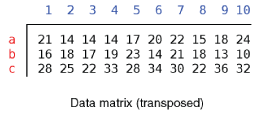 1 2 3 4 5 6 7 8 9 10
a 21 14 14 14 17 20 22 15 18 24
b 16 18 17 19 23 14 21 18 13 10
c 28 25 22 33 28 34 30 22 36 32
Data matrix (transposed)